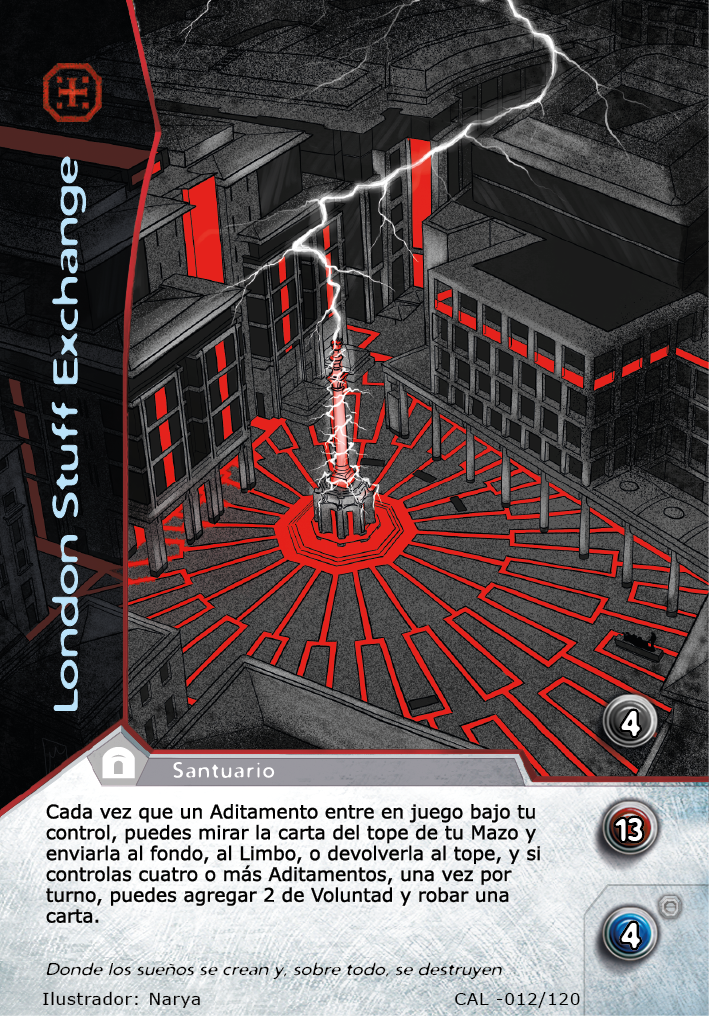 London Stuff Exchange
4
Santuario
Cada vez que un Aditamento entre en juego bajo tu
control, puedes mirar la carta del tope de tu Mazo y
enviarla al fondo, al Limbo, o devolverla al tope, y si
controlas cuatro o más Aditamentos, una vez por
turno, puedes agregar 2 de Voluntad y robar una
carta.
13
4
Donde los sueños se crean y, sobre todo, se destruyen
Ilustrador: Narya
CAL -012/120